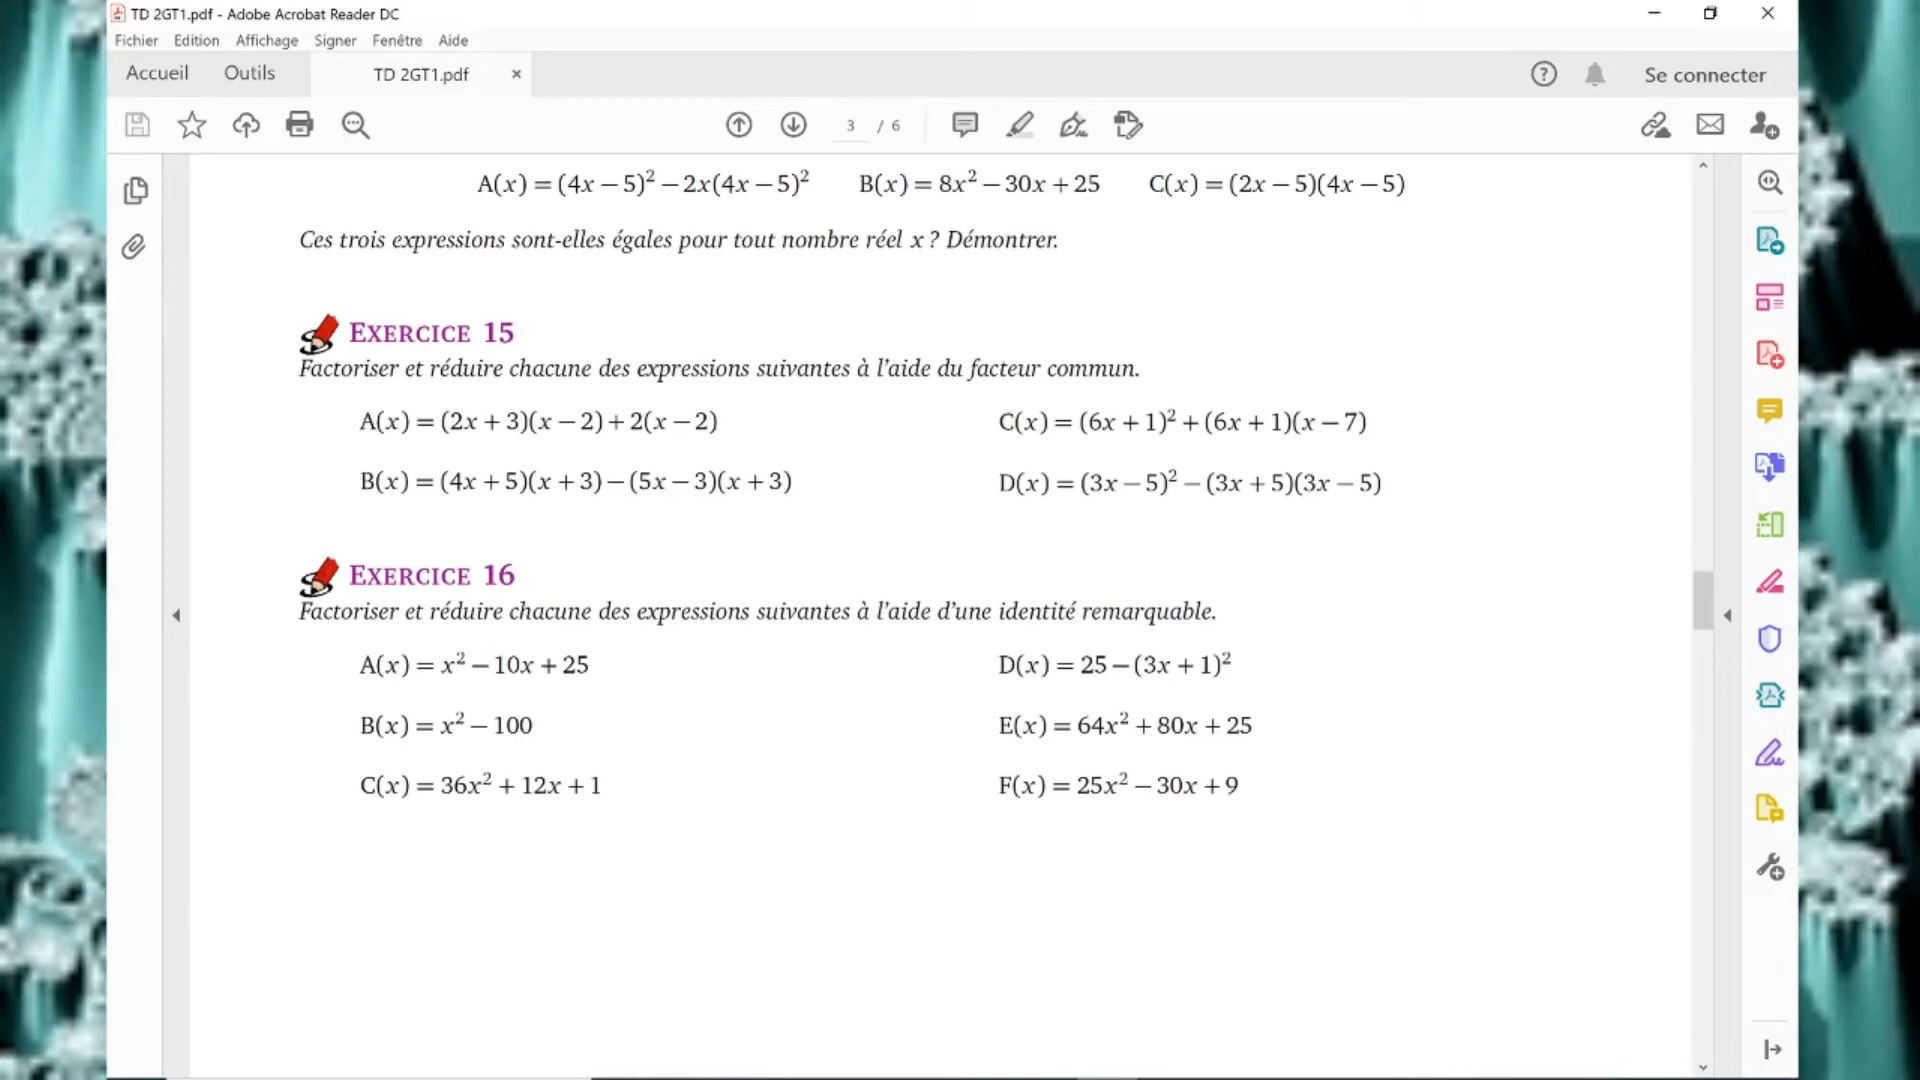 TD 2GT1.pdf - Adobe Acrobat Reader DC
Fichier Edition Affichage Signer Fenêtre Aide
Accueil Outils TD 2GT1.pdf × Se connecter
3 / 6
A(x) = (4x − 5)² − 2x(4x − 5)² B(x) = 8x² − 30x + 25 C(x) = (2x − 5)(4x − 5)
Ces trois expressions sont-elles égales pour tout nombre réel x ? Démontrer.
EXERCICE 15
Factoriser et réduire chacune des expressions suivantes à l’aide du facteur commun.
A(x) = (2x + 3)(x − 2) + 2(x − 2) C(x) = (6x + 1)² + (6x + 1)(x − 7)
B(x) = (4x + 5)(x + 3) − (5x − 3)(x + 3) D(x) = (3x − 5)² − (3x + 5)(3x − 5)
EXERCICE 16
Factoriser et réduire chacune des expressions suivantes à l’aide d’une identité remarquable.
A(x) = x² − 10x + 25 D(x) = 25 − (3x + 1)²
B(x) = x² − 100 E(x) = 64x² + 80x + 25
C(x) = 36x² + 12x + 1 F(x) = 25x² − 30x + 9